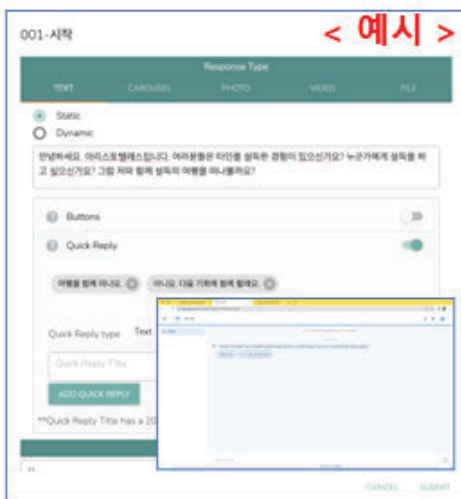 001-시작
< 예시 >
Response Type
TEXT CAROUSEL PHOTO VIDEO FILE
Static
Dynamic
안녕하세요. 아리스토텔레스입니다. 여러분들은 타인을 설득한 경험이 있으신가요? 누군가에게 설득을 하
고 싶으신가요? 그럼 저와 함께 설득의 여행을 떠나볼까요?
Buttons
Quick Reply
여행을 함께 떠나요. 아니요, 다음 기회에 함께 할래요.
Quick Reply type Text
Quick Reply Title
ADD QUICK REPLY
**Quick Reply Title has a 20
CANCEL SUBMIT